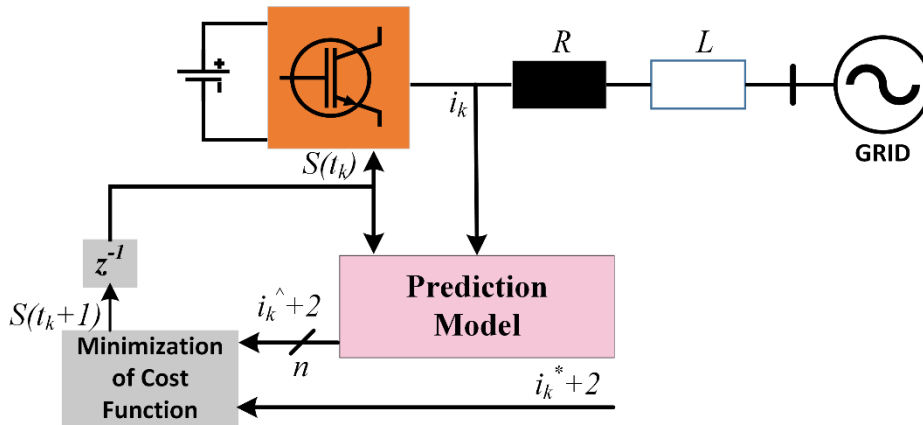 R
L
i_k
GRID
S(t_k)
z^-1
Prediction
Model
S(t_k+1)
i_k^^+2
n
Minimization
of Cost
Function
i_k^*+2